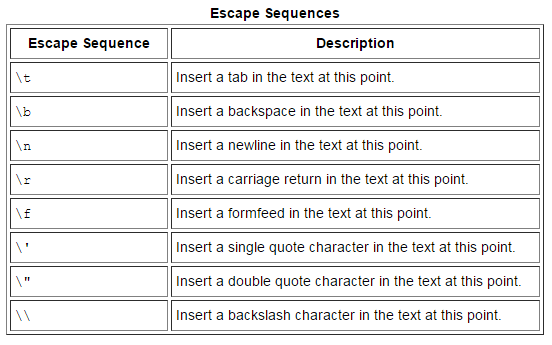 Escape Sequences
Escape Sequence Description
\t Insert a tab in the text at this point.
\b Insert a backspace in the text at this point.
\n Insert a newline in the text at this point.
\r Insert a carriage return in the text at this point.
\f Insert a formfeed in the text at this point.
\' Insert a single quote character in the text at this point.
\" Insert a double quote character in the text at this point.
\\ Insert a backslash character in the text at this point.